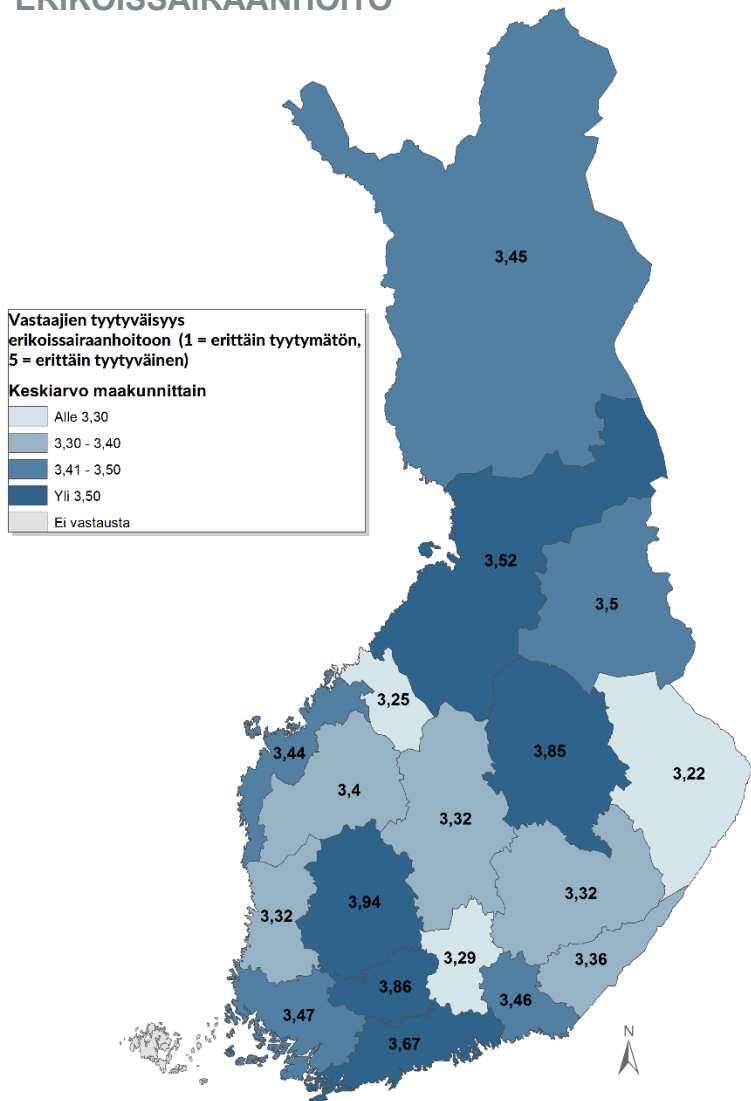 ERIKOISSAIRAANHOITO
3,45
Vastaajien tyytyväisyys
erikoissairaanhoitoon (1 = erittäin tyytymätön,
5 = erittäin tyytyväinen)
Keskiarvo maakunnittain
Alle 3,30
3,30 - 3,40
3,41 - 3,50
Yli 3,50
Ei vastausta
3,52
3,5
3,25
3,44
3,85
3,22
3,4
3,32
3,94
3,32
3,32
3,29
3,36
3,86
3,46
3,47
3,67
N